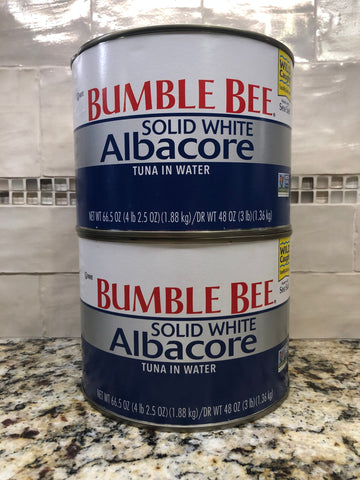 WILD
Caught
BUMBLE BEE®
SOLID WHITE
Albacore
TUNA IN WATER
NET WT 66.5 OZ (4 lb 2.5 OZ) (1.88 kg)/DR WT 48 OZ (3 lb) (1.36 kg)
WILD
BUMBLE BEE®
SOLID WHITE
Albacore
TUNA IN WATER
NET WT 66.5 OZ (4 lb 2.5 OZ) (1.88 kg)/DR WT 48 OZ (3 lb) (1.36 kg)